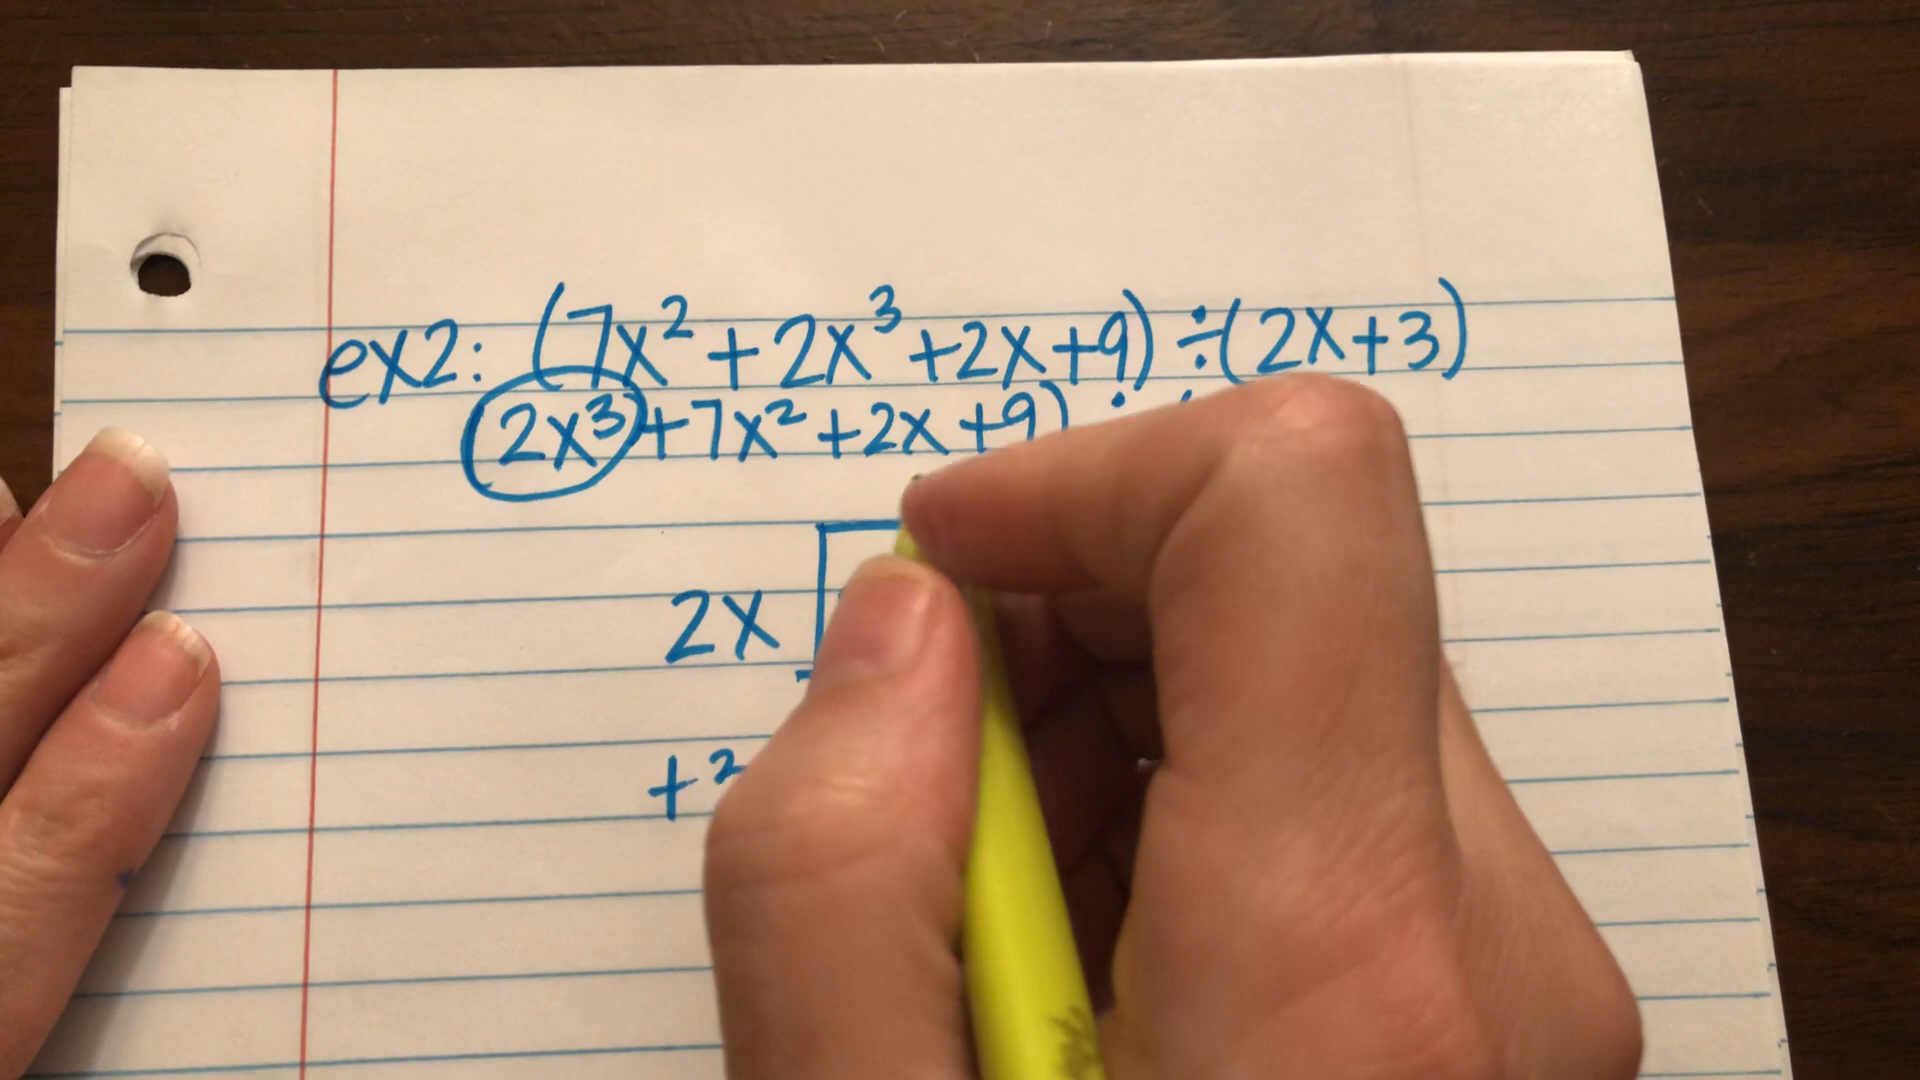 ex2: (7x² + 2x³ + 2x + 9) ÷ (2x + 3)
2x³ + 7x² + 2x + 9)
2x
+